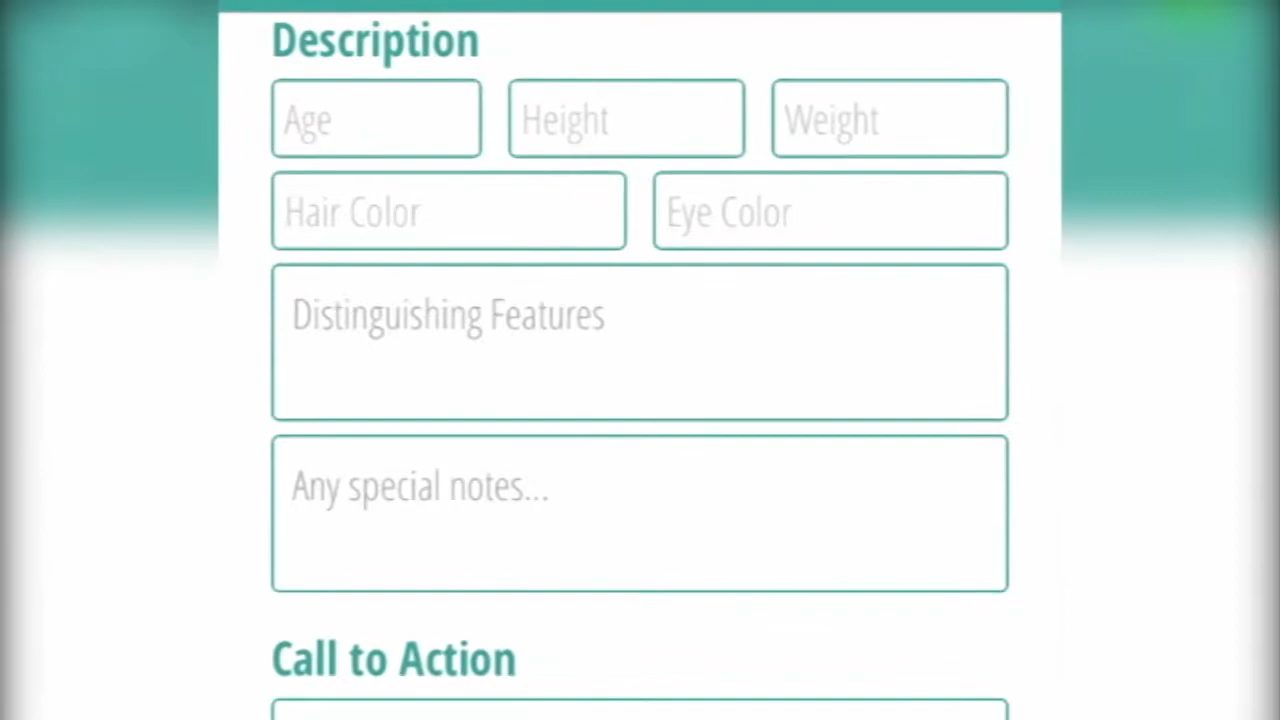 Description
Age Height Weight
Hair Color Eye Color
Distinguishing Features
Any special notes...
Call to Action